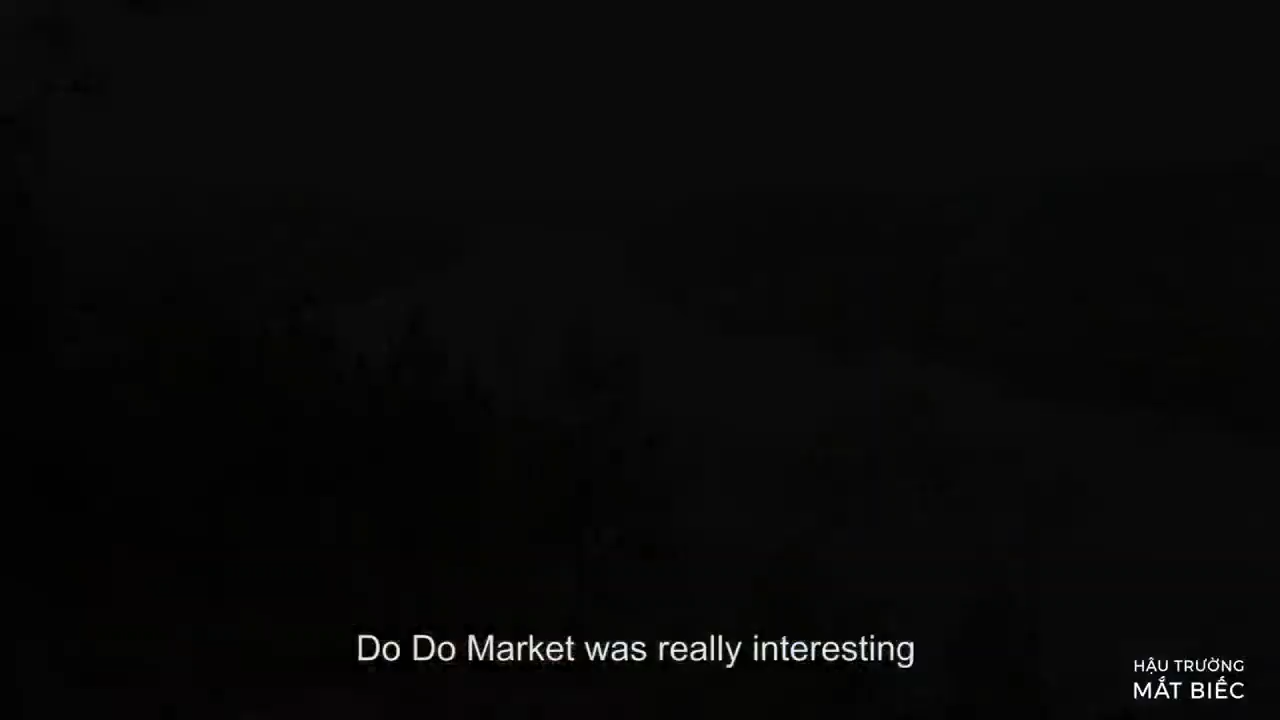 Do Do Market was really interesting
HẬU TRƯỜNG
MẮT BIẾC